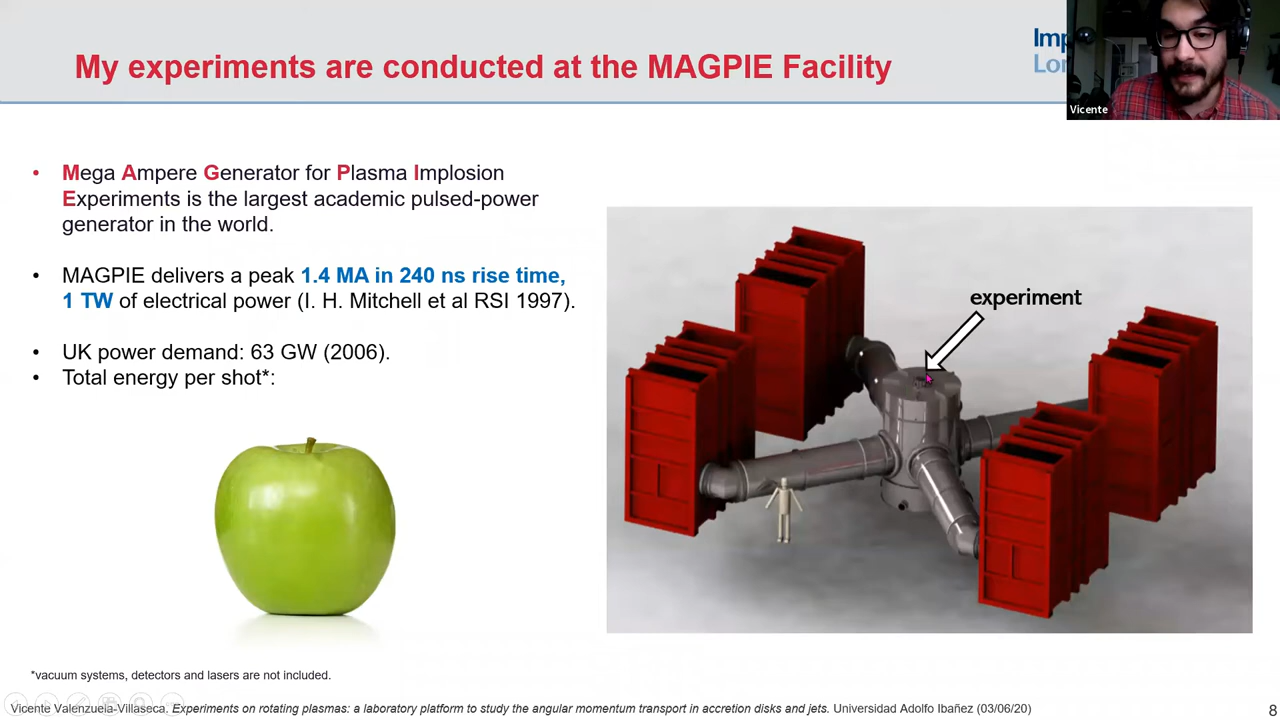 My experiments are conducted at the MAGPIE Facility
Vicente
• Mega Ampere Generator for Plasma Implosion
Experiments is the largest academic pulsed-power
generator in the world.
• MAGPIE delivers a peak 1.4 MA in 240 ns rise time,
1 TW of electrical power (I. H. Mitchell et al RSI 1997).
• UK power demand: 63 GW (2006).
• Total energy per shot*:
experiment
*vacuum systems, detectors and lasers are not included.
Vicente Valenzuela-Villaseca. Experiments on rotating plasmas: a laboratory platform to study the angular momentum transport in accretion disks and jets. Universidad Adolfo Ibañez (03/06/20)
8